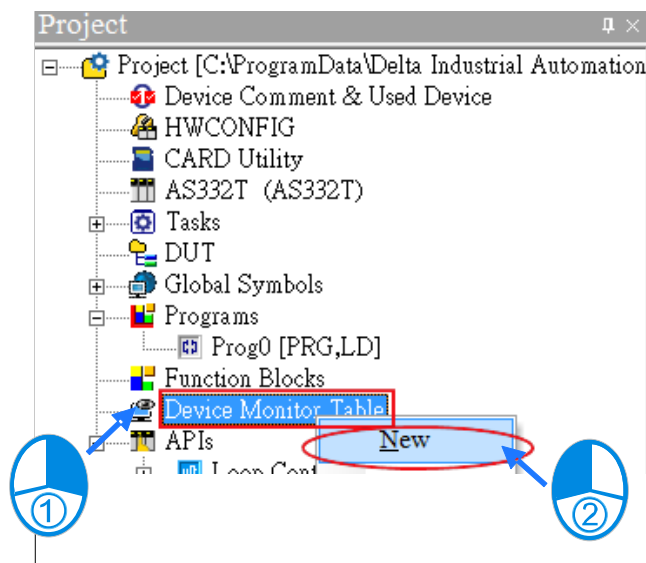 Project
Project [C:\ProgramData\Delta Industrial Automation
Device Comment & Used Device
HWCONFIG
CARD Utility
AS332T (AS332T)
Tasks
DUT
Global Symbols
Programs
Prog0 [PRG,LD]
Function Blocks
Device Monitor Table
APIs
New
Loop
①
②